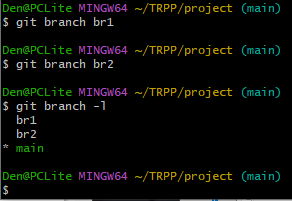 Den@PCLite MINGW64 ~/TRPP/project (main)
$ git branch br1
Den@PCLite MINGW64 ~/TRPP/project (main)
$ git branch br2
Den@PCLite MINGW64 ~/TRPP/project (main)
$ git branch -l
br1
br2
* main
Den@PCLite MINGW64 ~/TRPP/project (main)
$